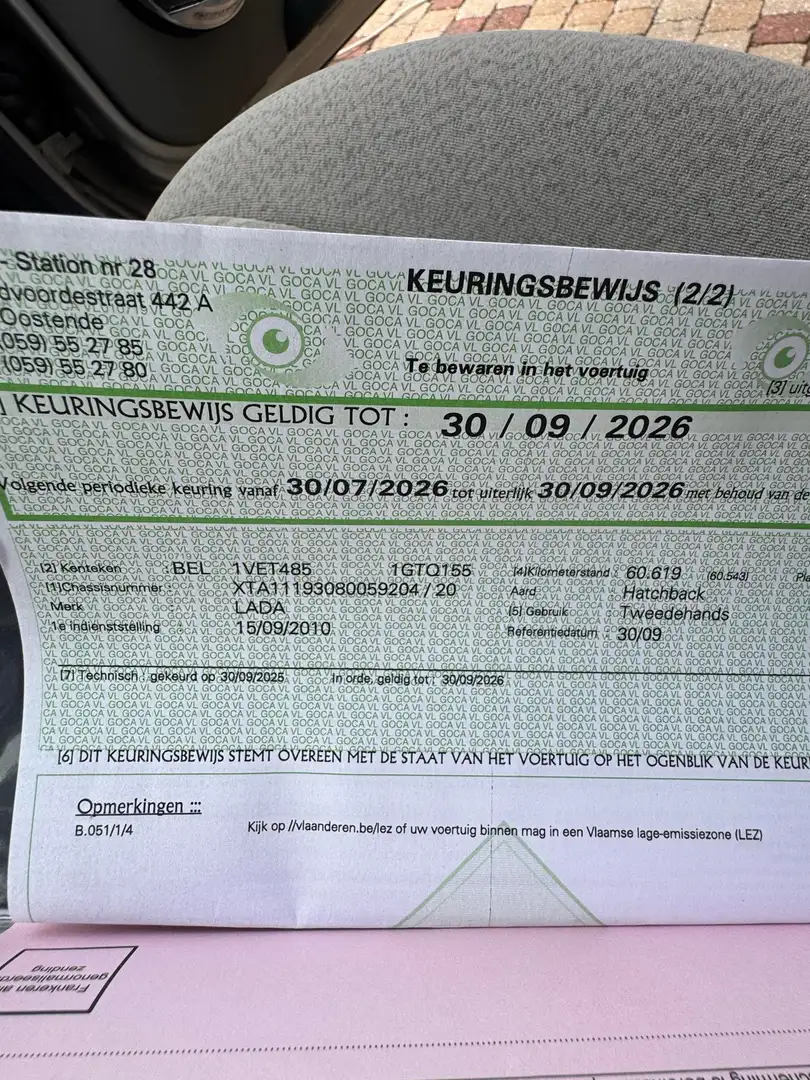 - Station nr 28
dvoordestraat 442 A
Oostende
059) 55 27 85
(059) 55 27 80
KEURINGSBEWIJS (2/2)
Te bewaren in het voertuig
[3] uitg
] KEURINGSBEWIJS GELDIG TOT : 30 / 09 / 2026
Volgende periodieke keuring vanaf 30/07/2026 tot uiterlijk 30/09/2026 met behoud van de
[2] Kenteken : BEL 1VET485 1GTQ155 [4]Kilometerstand : 60.619 (60.543)
[1]Chassisnummer : XTA11193080059204 / 20 Aard : Hatchback
Merk : LADA [5] Gebruik : Tweedehands
1e indienststelling : 15/09/2010 Referentiedatum : 30/09
[7] Technisch : gekeurd op 30/09/2025 In orde, geldig tot : 30/09/2026
[6] DIT KEURINGSBEWIJS STEMT OVEREEN MET DE STAAT VAN HET VOERTUIG OP HET OGENBLIK VAN DE KEUR
Opmerkingen :::
B.051/1/4 Kijk op //vlaanderen.be/lez of uw voertuig binnen mag in een Vlaamse lage-emissiezone (LEZ)
Frankeren a
genormaliseerd
zending